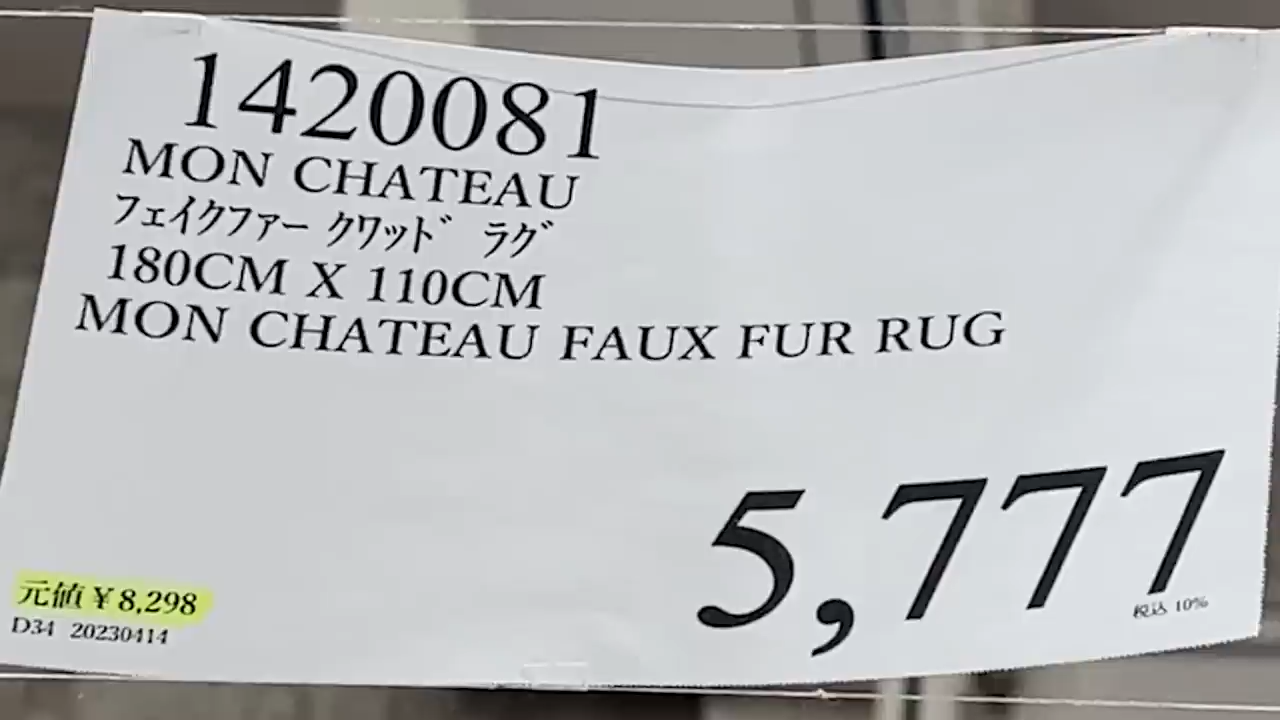 1420081
MON CHATEAU
フェイクファー クワッド ラグ
180CM X 110CM
MON CHATEAU FAUX FUR RUG
5,777
税込 10%
元値¥8,298
D34 20230414